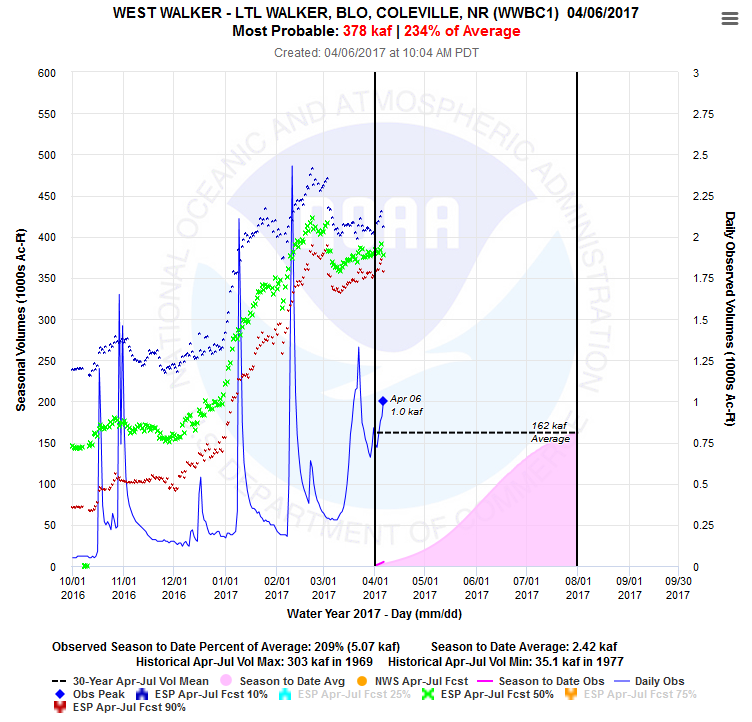 WEST WALKER - LTL WALKER, BLO, COLEVILLE, NR (WWBC1) 04/06/2017
Most Probable: 378 kaf | 234% of Average
Created: 04/06/2017 at 10:04 AM PDT
NATIONAL OCEANIC AND ATMOSPHERIC ADMINISTRATION
NOAA
DEPARTMENT OF COMMERCE
Seasonal Volumes (1000s Ac-Ft)
600
550
500
450
400
350
300
250
200
150
100
50
0
3
2.75
2.5
2.25
2
1.75
1.5
1.25
1
0.75
0.5
0.25
0
Daily Observed Volumes (1000s Ac-Ft)
Apr 06
1.0 kaf
162 kaf
Average
10/01 11/01 12/01 01/01 02/01 03/01 04/01 05/01 06/01 07/01 08/01 09/01 09/30
2016 2016 2016 2017 2017 2017 2017 2017 2017 2017 2017 2017 2017
Water Year 2017 - Day (mm/dd)
Observed Season to Date Percent of Average: 209% (5.07 kaf) Season to Date Average: 2.42 kaf
Historical Apr-Jul Vol Max: 303 kaf in 1969 Historical Apr-Jul Vol Min: 35.1 kaf in 1977
30-Year Apr-Jul Vol Mean Season to Date Avg NWS Apr-Jul Fcst Season to Date Obs Daily Obs
Obs Peak ESP Apr-Jul Fcst 10% ESP Apr-Jul Fcst 25% ESP Apr-Jul Fcst 50% ESP Apr-Jul Fcst 75%
ESP Apr-Jul Fcst 90%